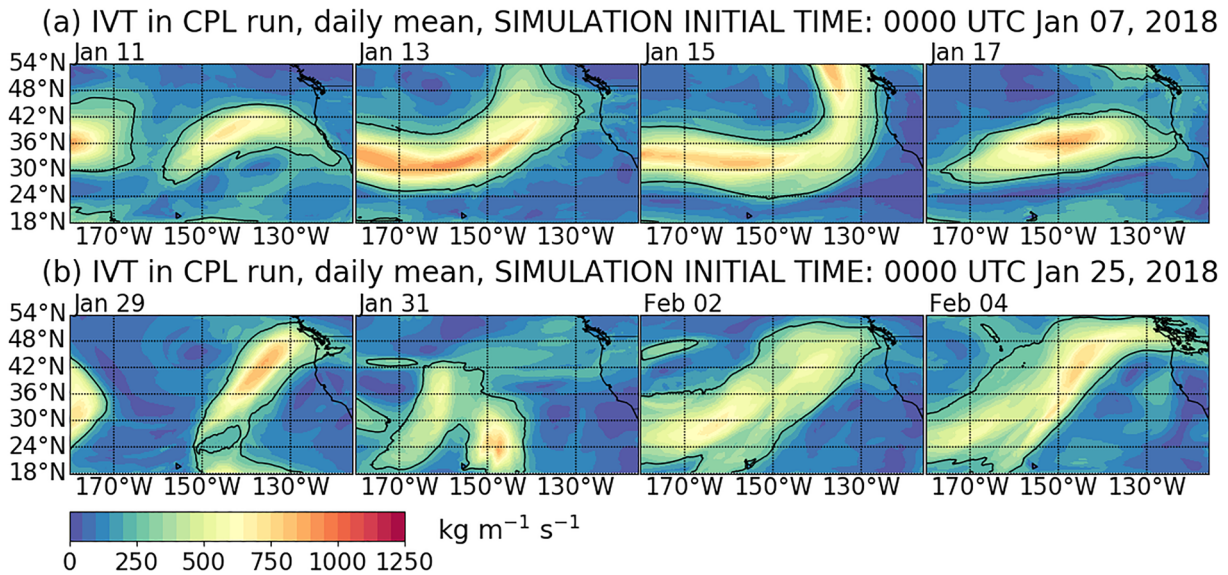 (a) IVT in CPL run, daily mean, SIMULATION INITIAL TIME: 0000 UTC Jan 07, 2018
Jan 11 Jan 13 Jan 15 Jan 17
54°N
48°N
42°N
36°N
30°N
24°N
18°N
170°W 150°W 130°W 170°W 150°W 130°W 170°W 150°W 130°W 170°W 150°W 130°W
(b) IVT in CPL run, daily mean, SIMULATION INITIAL TIME: 0000 UTC Jan 25, 2018
Jan 29 Jan 31 Feb 02 Feb 04
54°N
48°N
42°N
36°N
30°N
24°N
18°N
170°W 150°W 130°W 170°W 150°W 130°W 170°W 150°W 130°W 170°W 150°W 130°W
kg m⁻¹ s⁻¹
0 250 500 750 1000 1250